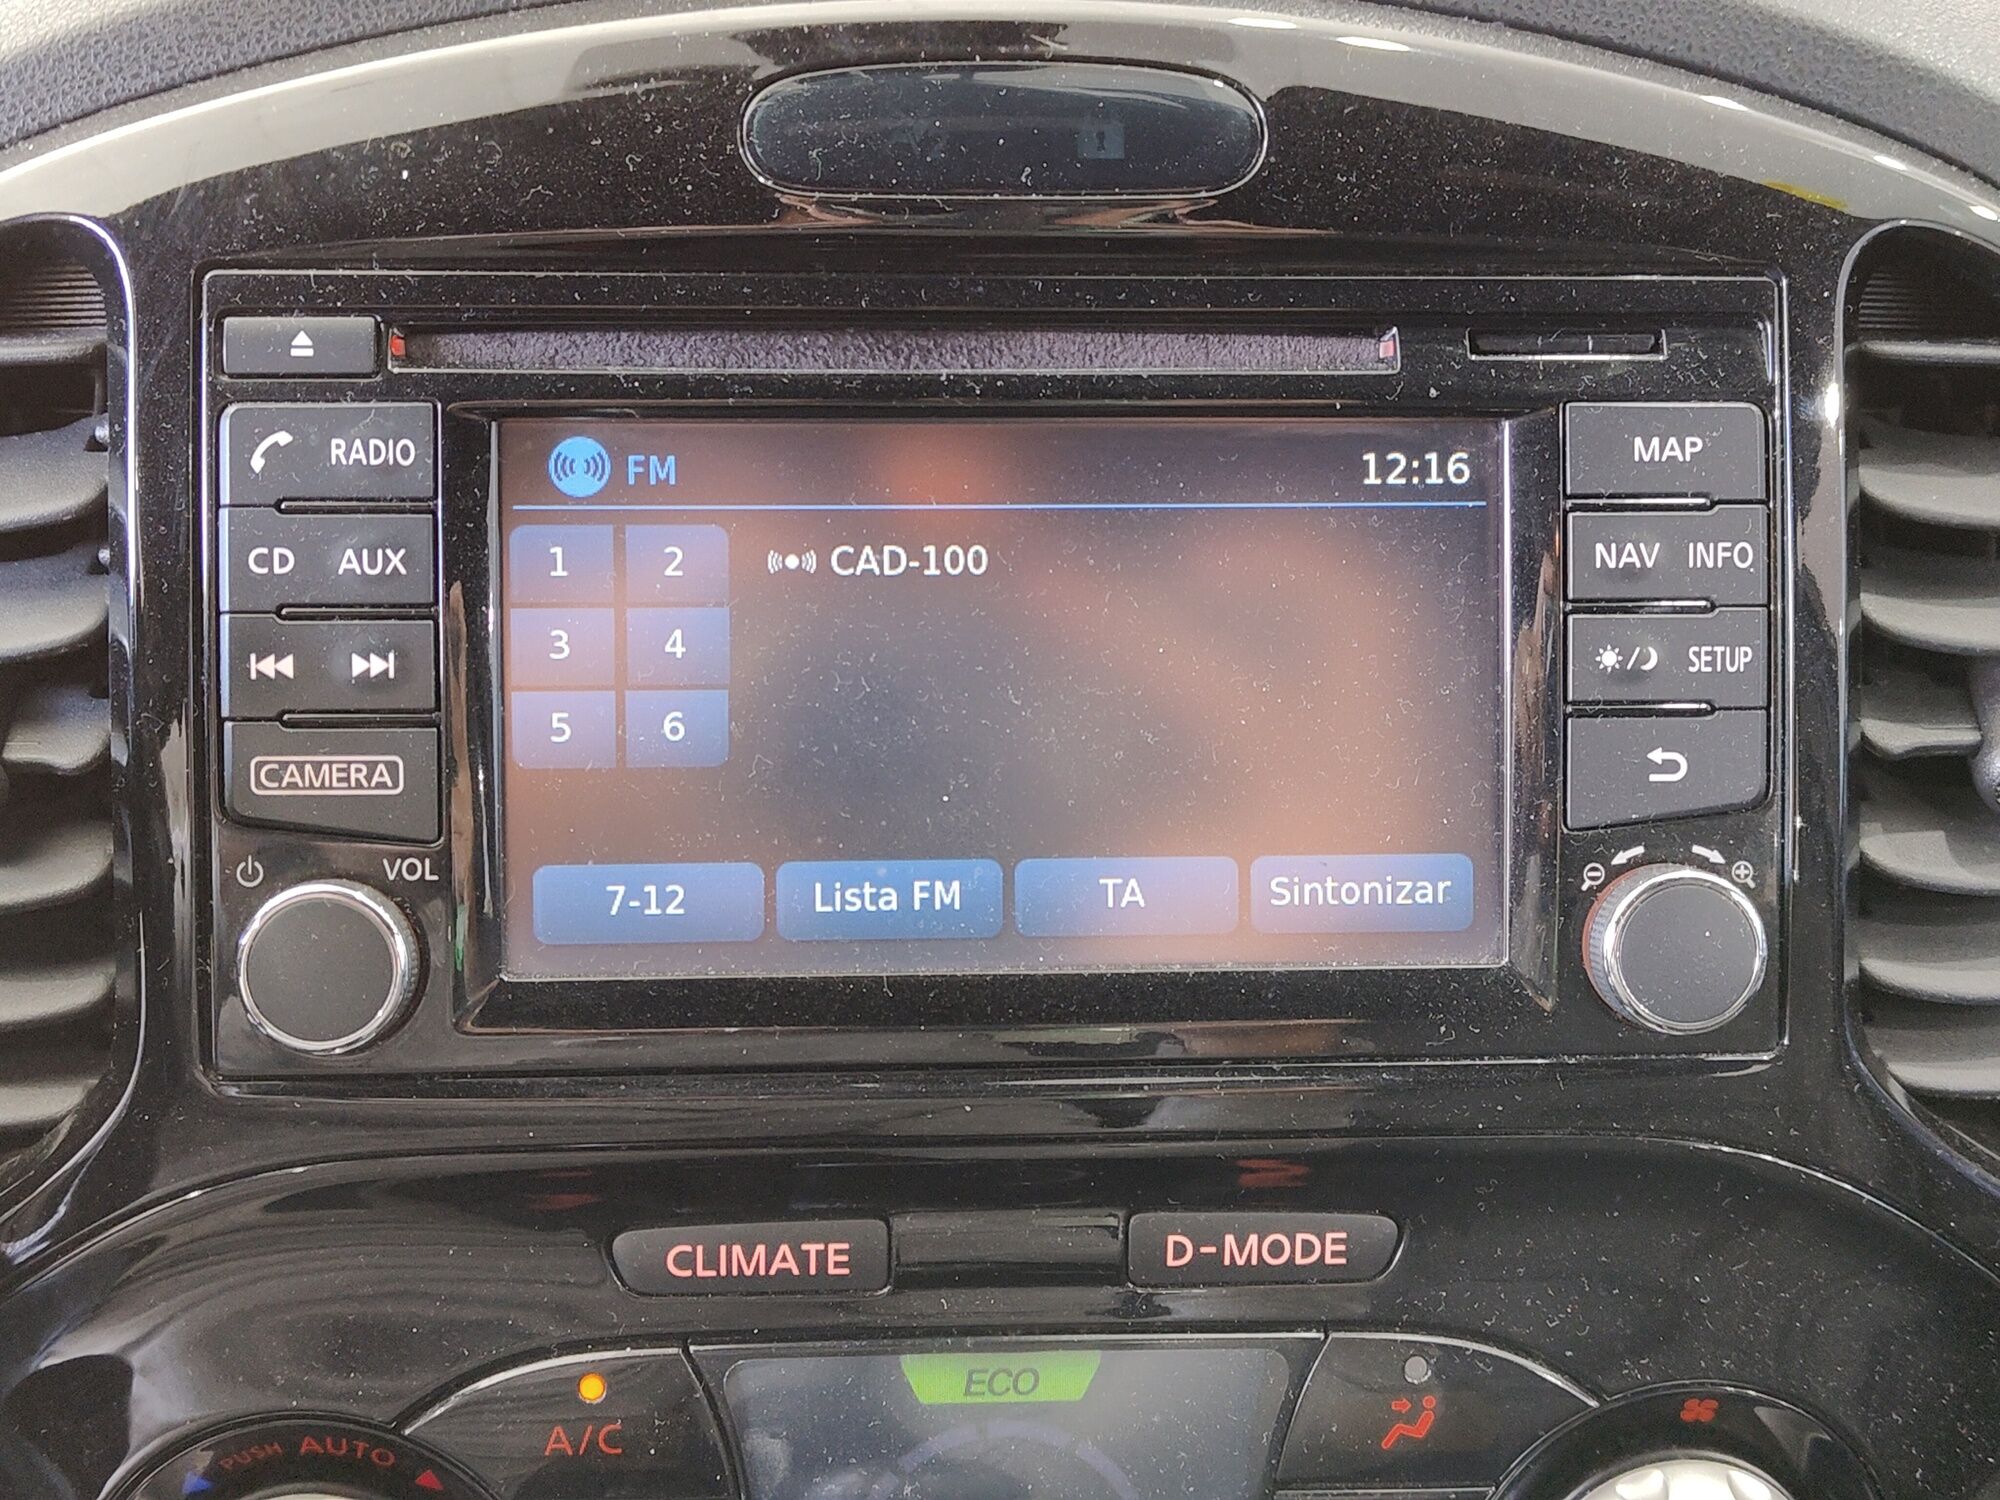 RADIO
CD AUX
CAMERA
VOL
FM 12:16
1 2 CAD-100
3 4
5 6
7-12 Lista FM TA Sintonizar
MAP
NAV INFO
SETUP
CLIMATE D-MODE
ECO
A/C
PUSH AUTO